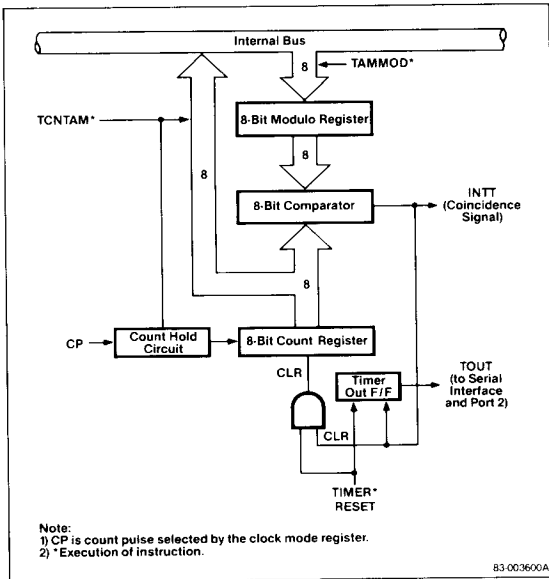 Internal Bus
8
TAMMOD*
8-Bit Modulo Register
TCNTAM*
8
8
8-Bit Comparator
INTT
(Coincidence
Signal)
8
CP
Count Hold
Circuit
8-Bit Count Register
CLR
Timer
Out F/F
TOUT
(to Serial
Interface
and Port 2)
CLR
TIMER*
RESET
Note:
1) CP is count pulse selected by the clock mode register.
2) *Execution of instruction.
83-003600A